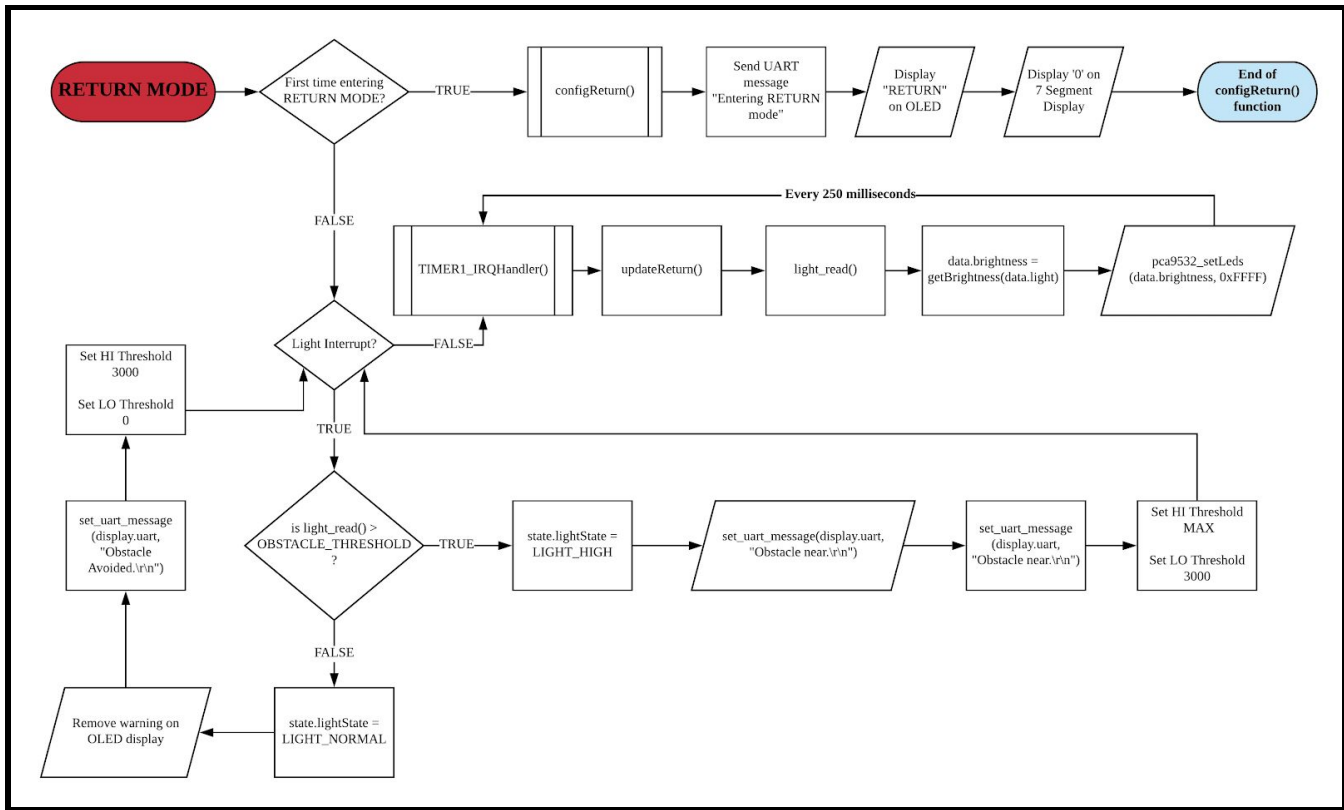 RETURN MODE
First time entering
RETURN MODE?
TRUE
configReturn()
Send UART
message
"Entering RETURN
mode"
Display
"RETURN"
on OLED
Display '0' on
7 Segment
Display
End of
configReturn()
function
FALSE
Every 250 milliseconds
TIMER1_IRQHandler()
updateReturn()
light_read()
data.brightness =
getBrightness(data.light)
pca9532_setLeds
(data.brightness, 0xFFFF)
Light Interrupt?
FALSE
Set HI Threshold
3000
Set LO Threshold
0
TRUE
set_uart_message
(display.uart,
"Obstacle
Avoided.\r\n")
is light_read() >
OBSTACLE_THRESHOLD
?
TRUE
state.lightState =
LIGHT_HIGH
set_uart_message(display.uart,
"Obstacle near.\r\n")
set_uart_message
(display.uart,
"Obstacle near.\r\n")
Set HI Threshold
MAX
Set LO Threshold
3000
FALSE
Remove warning on
OLED display
state.lightState =
LIGHT_NORMAL